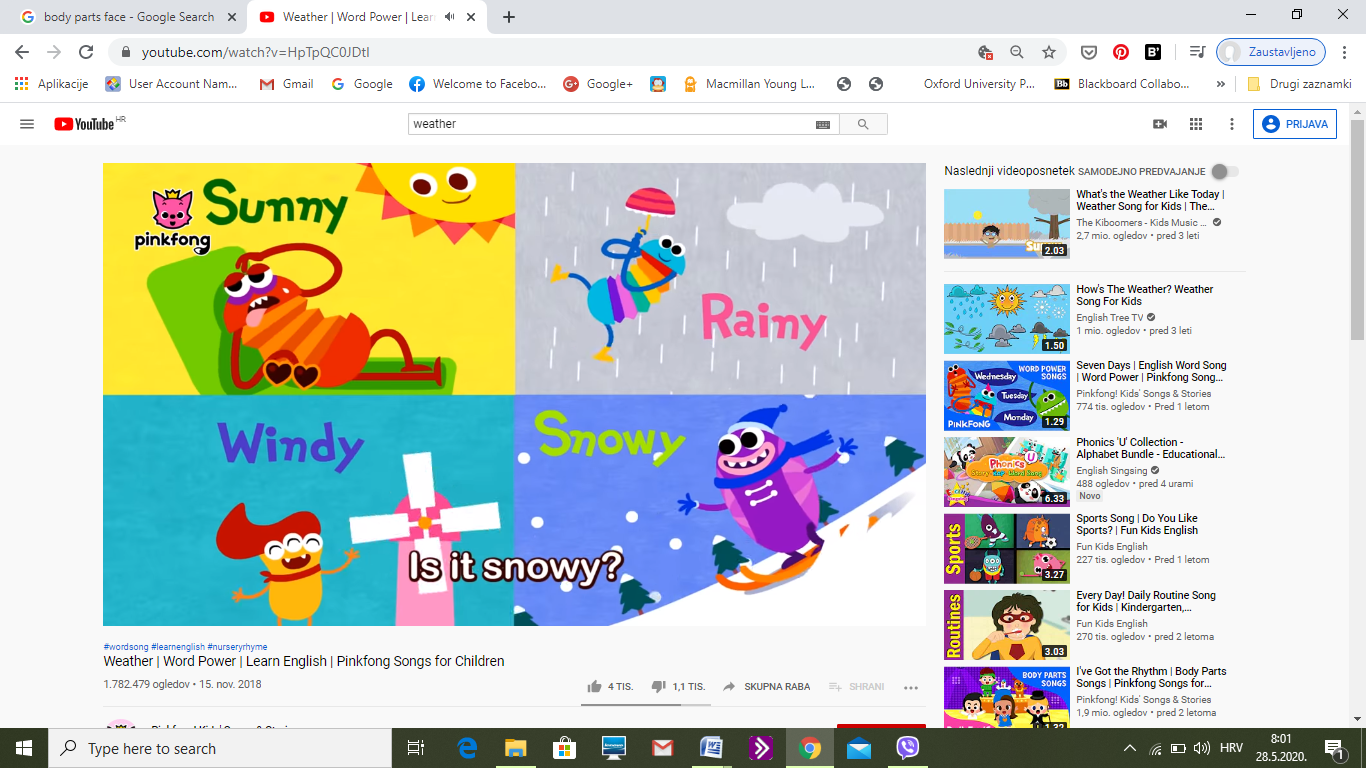 body parts face - Google Search
Weather | Word Power | Lear
youtube.com/watch?v=HpTpQC0JDtI
Zaustavljeno
Aplikacije
User Account Nam...
Gmail
Google
Welcome to Facebo...
Google+
Macmillan Young L...
Oxford University P...
Bb
Blackboard Collabo...
»
Drugi zaznamki
YouTube HR
weather
PRIJAVA
pinkfong
Sunny
Rainy
Windy
Snowy
Is it snowy?
#wordsong #learnenglish #nurseryrhyme
Weather | Word Power | Learn English | Pinkfong Songs for Children
1.782.479 ogledov • 15. nov. 2018
4 TIS.
1,1 TIS.
SKUPNA RABA
SHRANI
Naslednji videoposnetek
SAMODEJNO PREDVAJANJE
2.03
What's the Weather Like Today |
Weather Song for Kids | The...
The Kiboomers - Kids Music ...
2,7 mio. ogledov • pred 3 leti
1.50
How's The Weather? Weather
Song For Kids
English Tree TV
1 mio. ogledov • pred 3 leti
WORD POWER
SONGS
Wednesday
Tuesday
Monday
PINKFONG
1.29
Seven Days | English Word Song
| Word Power | Pinkfong Song...
Pinkfong! Kids' Songs & Stories
774 tis. ogledov • Pred 1 letom
Phonics U
6.33
Phonics 'U' Collection -
Alphabet Bundle - Educational...
English Singsing
488 ogledov • pred 4 urami
Novo
Sports
3.27
Sports Song | Do You Like
Sports? | Fun Kids English
Fun Kids English
227 tis. ogledov • Pred 1 letom
Routines
3.03
Every Day! Daily Routine Song
for Kids | Kindergarten,...
Fun Kids English
270 tis. ogledov • pred 2 letoma
BODY PARTS
SONGS
1.32
I've Got the Rhythm | Body Parts
Songs | Pinkfong Songs for...
Pinkfong! Kids' Songs & Stories
1,9 mio. ogledov • pred 2 letoma
Type here to search
HRV
8:01
28.5.2020.
1